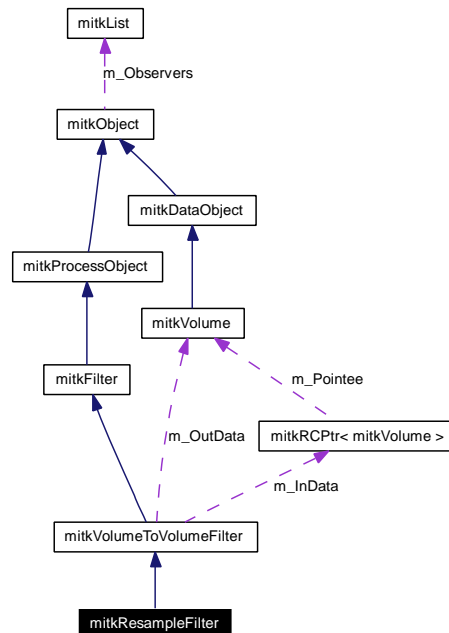 mitkList
m_Observers
mitkObject
mitkDataObject
mitkProcessObject
mitkVolume
mitkFilter
m_Pointee
m_OutData
mitkRCPtr< mitkVolume >
m_InData
mitkVolumeToVolumeFilter
mitkResampleFilter